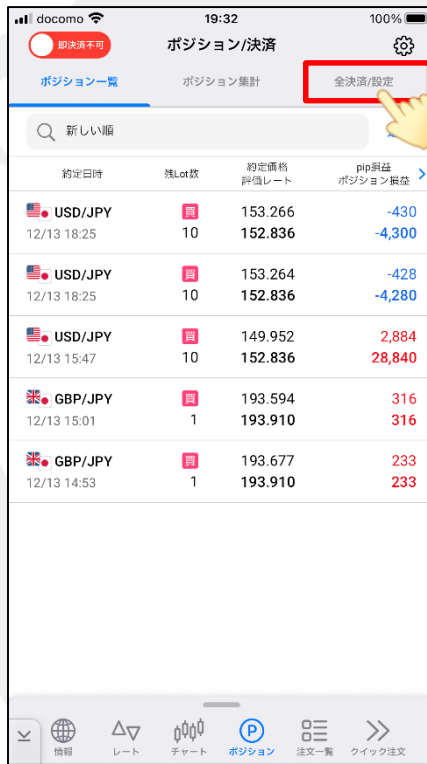 docomo 19:32 100%
即決済不可 ポジション/決済
ポジション一覧 ポジション集計 全決済/設定
新しい順
約定日時 残Lot数 約定価格 pip損益
評価レート ポジション損益
USD/JPY 買 153.266 -430
12/13 18:25 10 152.836 -4,300
USD/JPY 買 153.264 -428
12/13 18:25 10 152.836 -4,280
USD/JPY 買 149.952 2,884
12/13 15:47 10 152.836 28,840
GBP/JPY 買 193.594 316
12/13 15:01 1 193.910 316
GBP/JPY 買 193.677 233
12/13 14:53 1 193.910 233
P
情報 レート チャート ポジション 注文一覧 クイック注文